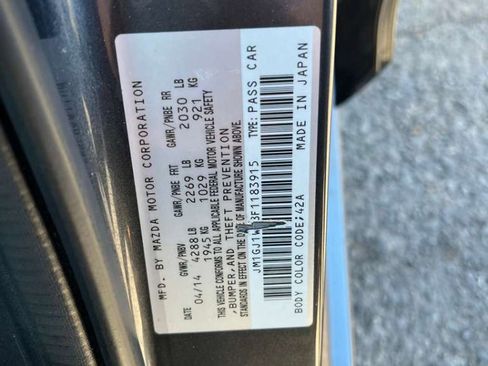 MFD. BY MAZDA MOTOR CORPORATION
GVWR/PNBV GAWR/PNBE FRT GAWR/PNBE RR
DATE 4288 LB 2269 LB 2030 LB
04/14 1945 KG 1029 KG 921 KG
THIS VEHICLE CONFORMS TO ALL APPLICABLE FEDERAL MOTOR VEHICLE SAFETY
, BUMPER, AND THEFT PREVENTION
STANDARDS IN EFFECT ON THE DATE OF MANUFACTURE SHOWN ABOVE.
TYPE: PASS CAR
BODY COLOR CODE;42A MADE IN JAPAN